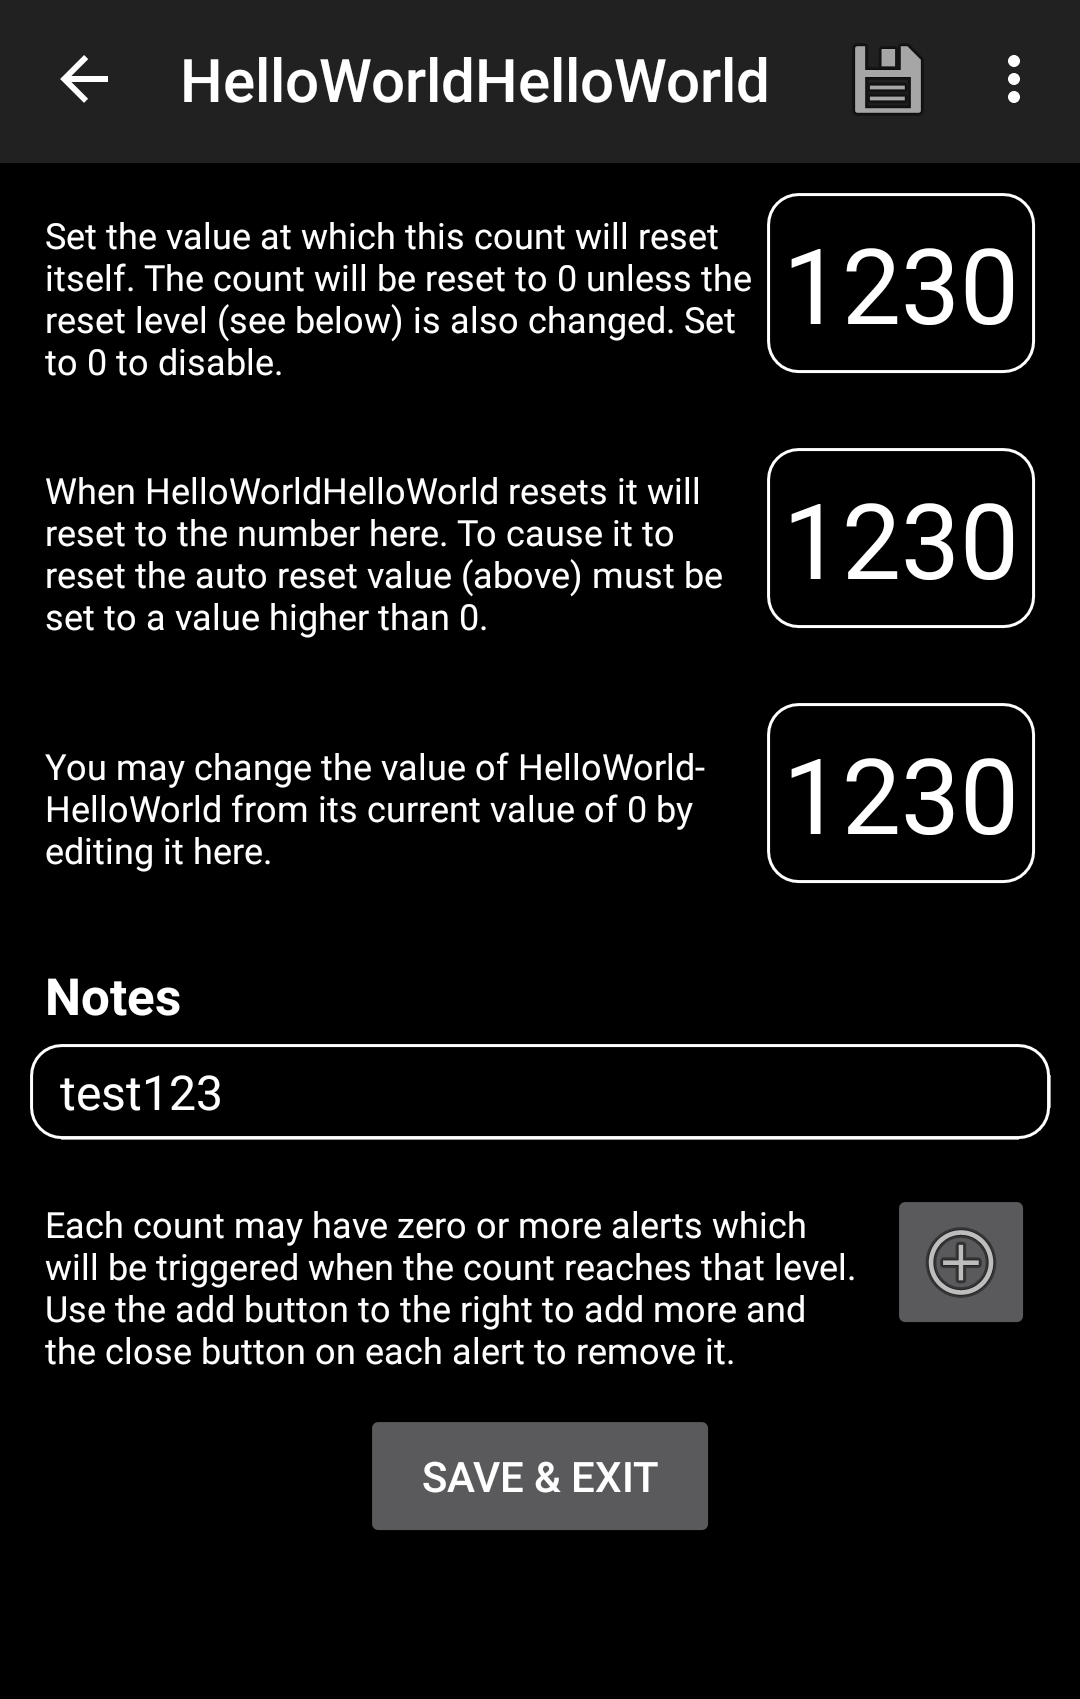 HelloWorldHelloWorld
Set the value at which this count will reset
itself. The count will be reset to 0 unless the
reset level (see below) is also changed. Set
to 0 to disable.
1230
When HelloWorldHelloWorld resets it will
reset to the number here. To cause it to
reset the auto reset value (above) must be
set to a value higher than 0.
1230
You may change the value of HelloWorld-
HelloWorld from its current value of 0 by
editing it here.
1230
Notes
test123
Each count may have zero or more alerts which
will be triggered when the count reaches that level.
Use the add button to the right to add more and
the close button on each alert to remove it.
SAVE & EXIT